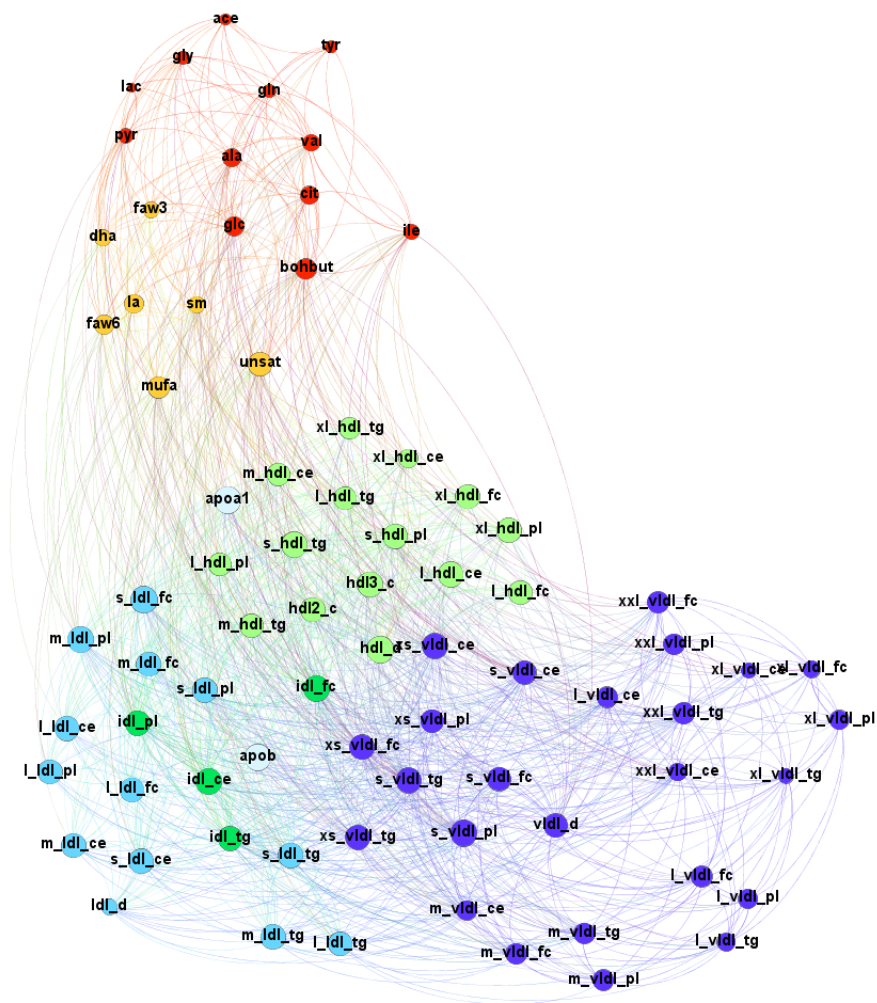 ace
tyr
gly
lac
gln
pyr
val
ala
cit
faw3
glc
dha
ile
bohbut
la
sm
faw6
unsat
mufa
xl_hdl_tg
xl_hdl_ce
m_hdl_ce
apoa1
l_hdl_tg
xl_hdl_fc
xl_hdl_pl
s_hdl_pl
s_hdl_tg
l_hdl_pl
l_hdl_ce
hdl3_c
l_hdl_fc
s_ldl_fc
hdl2_c
xxl_vldl_fc
m_hdl_tg
m_ldl_pl
xxl_vldl_pl
hdl_d
xs_vldl_ce
m_ldl_fc
s_vldl_ce
xl_vldl_ce
xl_vldl_fc
s_ldl_pl
idl_fc
l_vldl_ce
idl_pl
xs_vldl_pl
xxl_vldl_tg
xl_vldl_pl
l_ldl_ce
xs_vldl_fc
apob
l_ldl_pl
idl_ce
l_ldl_fc
s_vldl_tg
s_vldl_fc
xxl_vldl_ce
xl_vldl_tg
vldl_d
s_vldl_pl
idl_tg
xs_vldl_tg
m_ldl_ce
s_ldl_ce
s_ldl_tg
l_vldl_fc
l_vldl_pl
ldl_d
m_vldl_ce
m_ldl_tg
l_ldl_tg
m_vldl_tg
l_vldl_tg
m_vldl_fc
m_vldl_pl